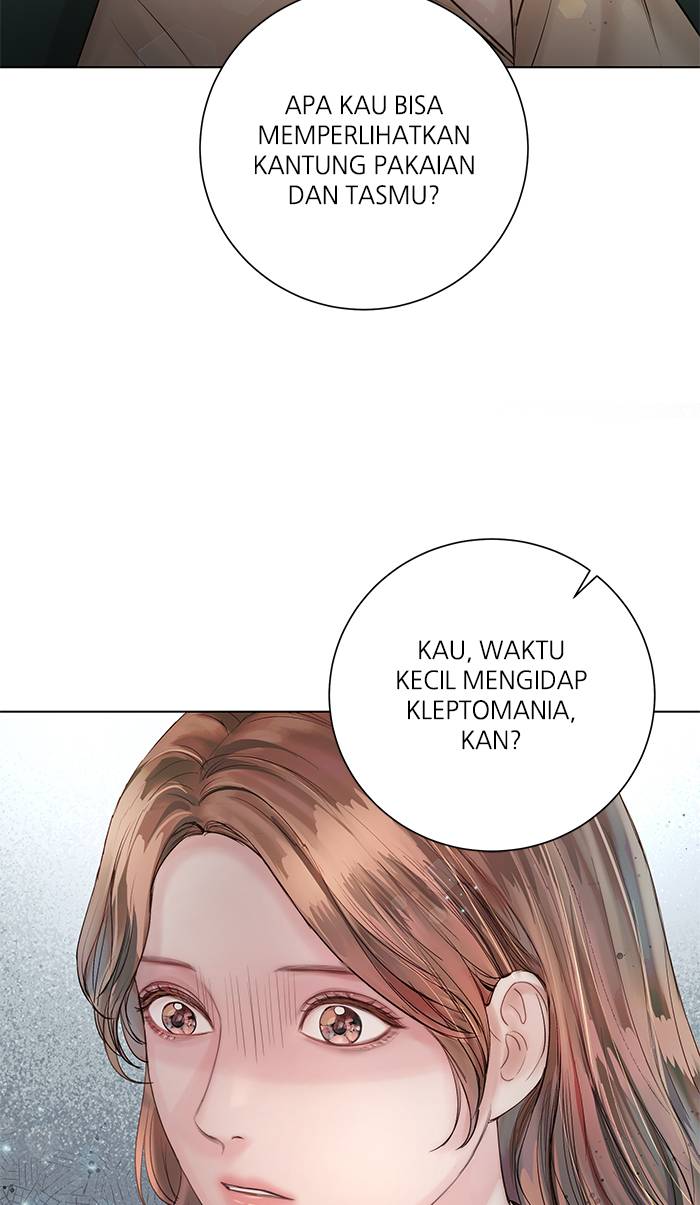 APA KAU BISA
MEMPERLIHATKAN
KANTUNG PAKAIAN
DAN TASMU?
KAU, WAKTU
KECIL MENGIDAP
KLEPTOMANIA,
KAN?